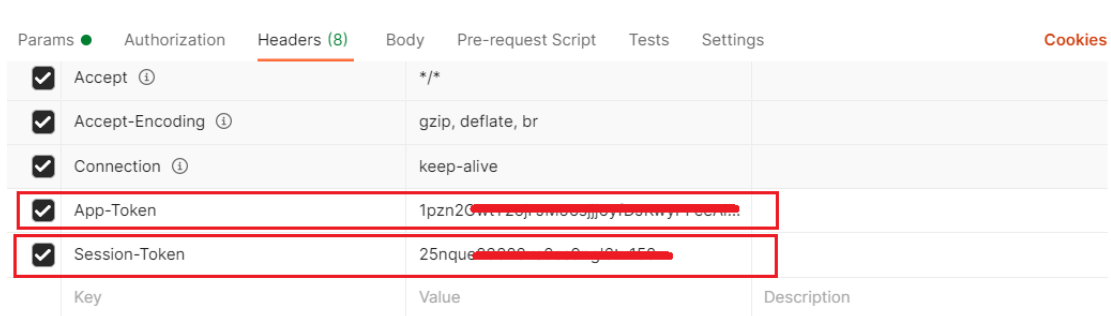 Params Authorization Headers (8) Body Pre-request Script Tests Settings Cookies
Accept */*
Accept-Encoding gzip, deflate, br
Connection keep-alive
App-Token
Session-Token
Key Value Description